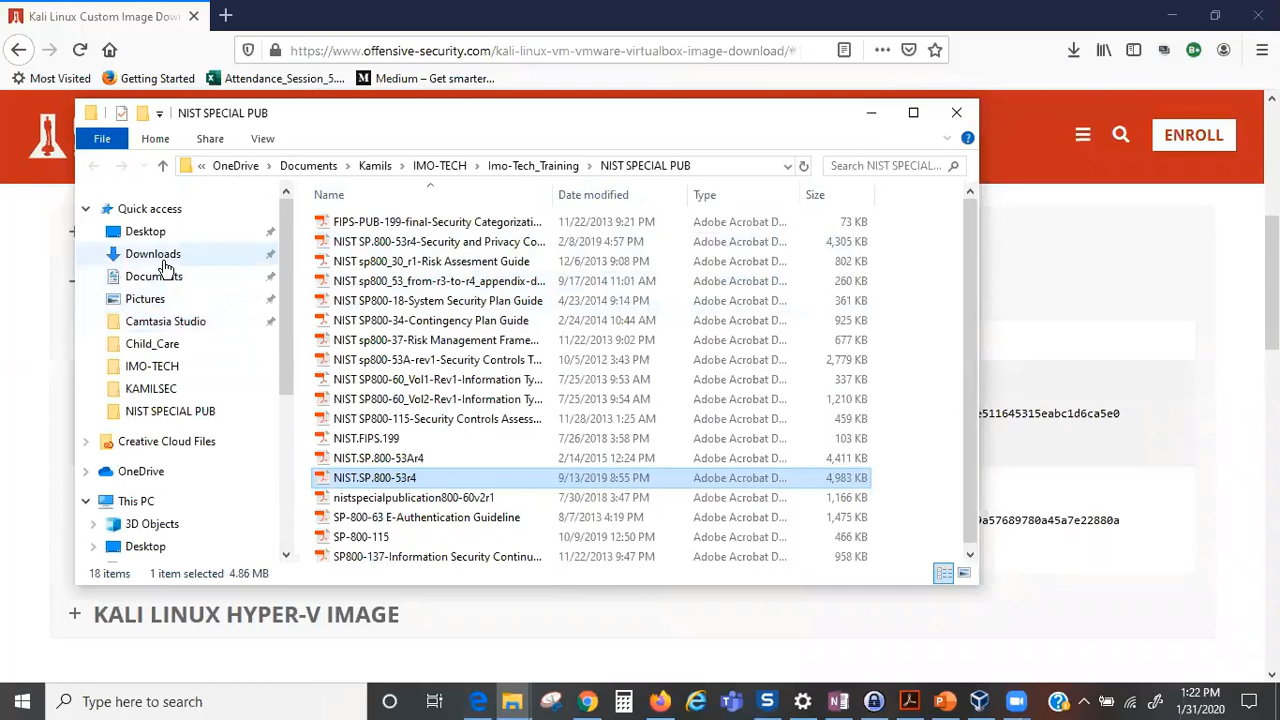 Kali Linux Custom Image Dow
https://www.offensive-security.com/kali-linux-vm-vmware-virtualbox-image-download/#
Most Visited
Getting Started
Attendance_Session_5....
Medium – Get smarter...
ENROLL
NIST SPECIAL PUB
File
Home
Share
View
« OneDrive > Documents > Kamils > IMO-TECH > Imo-Tech_Training > NIST SPECIAL PUB
Search NIST SPECIAL...
Quick access
Desktop
Downloads
Documents
Pictures
Camtasia Studio
Child_Care
IMO-TECH
KAMILSEC
NIST SPECIAL PUB
Creative Cloud Files
OneDrive
This PC
3D Objects
Desktop
Name Date modified Type Size
FIPS-PUB-199-final-Security Categorizati... 11/22/2013 9:21 PM Adobe Acrobat D... 73 KB
NIST SP.800-53r4-Security and Privacy Co... 2/8/2019 4:57 PM Adobe Acrobat D... 4,305 KB
NIST sp800_30_r1-Risk Assesment Guide 12/6/2013 9:08 PM Adobe Acrobat D... 802 KB
NIST sp800_53_from-r3-to-r4_appendix-d... 9/17/2014 11:01 AM Adobe Acrobat D... 260 KB
NIST SP800-18-System Security Plan Guide 4/23/2014 9:14 PM Adobe Acrobat D... 361 KB
NIST SP800-34-Contingency Plan Guide 2/24/2014 10:44 AM Adobe Acrobat D... 925 KB
NIST sp800-37-Risk Management Frame... 11/28/2013 9:02 PM Adobe Acrobat D... 677 KB
NIST sp800-53A-rev1-Security Controls T... 10/5/2012 3:43 PM Adobe Acrobat D... 2,779 KB
NIST SP800-60_Vol1-Rev1-Information Ty... 7/25/2013 9:53 AM Adobe Acrobat D... 337 KB
NIST SP800-60_Vol2-Rev1-Information Ty... 7/25/2013 9:54 AM Adobe Acrobat D... 1,210 KB
NIST SP800-115-Security Controls Assess... 11/28/2013 1:25 AM Adobe Acrobat D... 459 KB
NIST.FIPS.199 7/26/2018 3:58 PM Adobe Acrobat D... 103 KB
NIST.SP.800-53Ar4 2/14/2015 12:24 PM Adobe Acrobat D... 4,411 KB
NIST.SP.800-53r4 9/13/2019 8:55 PM Adobe Acrobat D... 4,983 KB
nistspecialpublication800-60v2r1 7/30/2018 3:47 PM Adobe Acrobat D... 1,166 KB
SP-800-63 E-Authentication Guideline 8/7/2013 4:19 PM Adobe Acrobat D... 1,475 KB
SP-800-115 10/9/2019 12:50 PM Adobe Acrobat D... 466 KB
SP800-137-Information Security Continu... 11/22/2013 9:47 PM Adobe Acrobat D... 958 KB
18 items 1 item selected 4.86 MB
e511645315eabc1d6ca5e0
9a57689780a45a7e22880a
+ KALI LINUX HYPER-V IMAGE
Type here to search
1:22 PM
1/31/2020